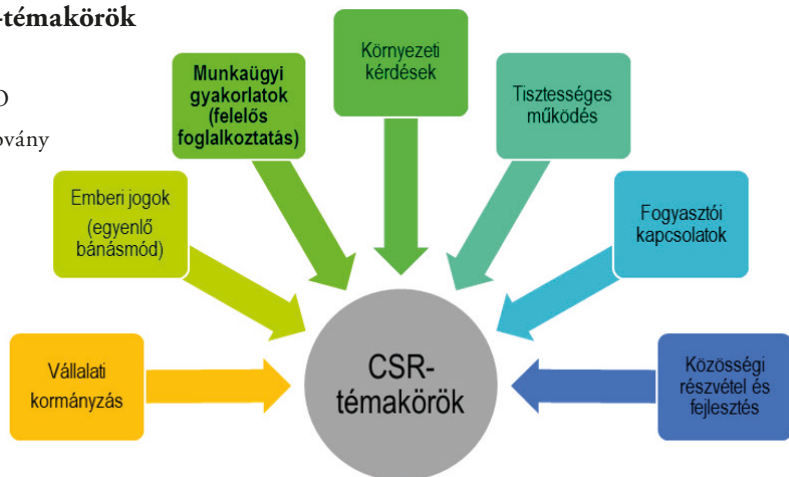 -témakörök
ovány
Vállalati
kormányzás
Emberi jogok
(egyenlő
bánásmód)
Munkaügyi
gyakorlatok
(felelős
foglalkoztatás)
Környezeti
kérdések
Tisztességes
működés
Fogyasztói
kapcsolatok
Közösségi
részvétel és
fejlesztés
CSR-
témakörök